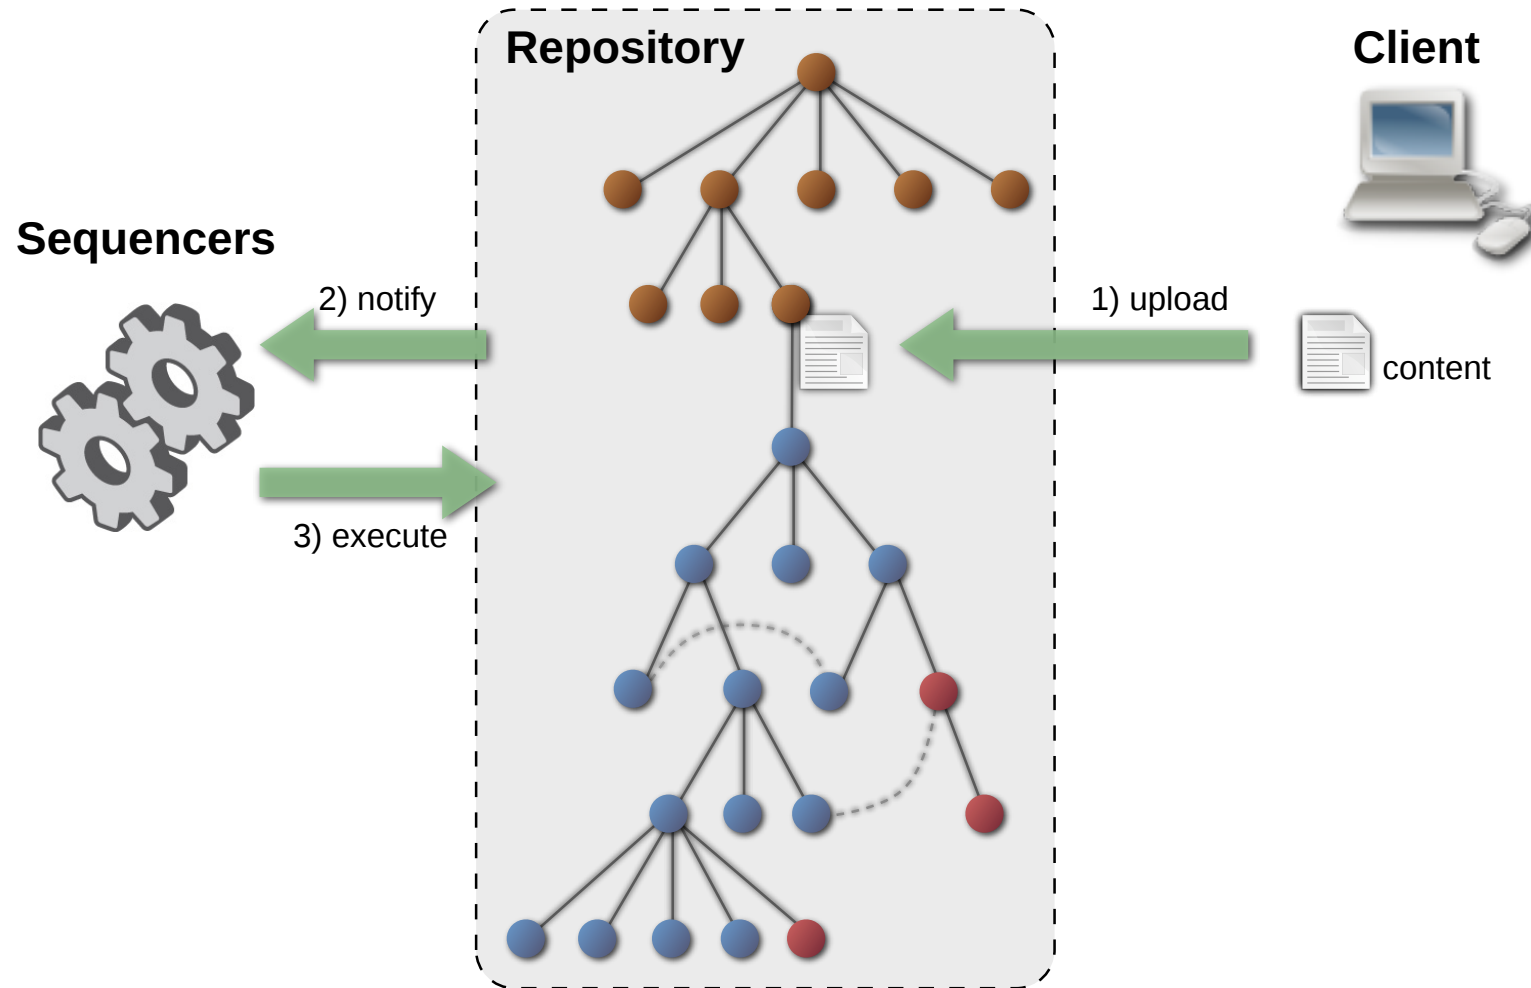 Repository
Client
Sequencers
2) notify
1) upload
content
3) execute